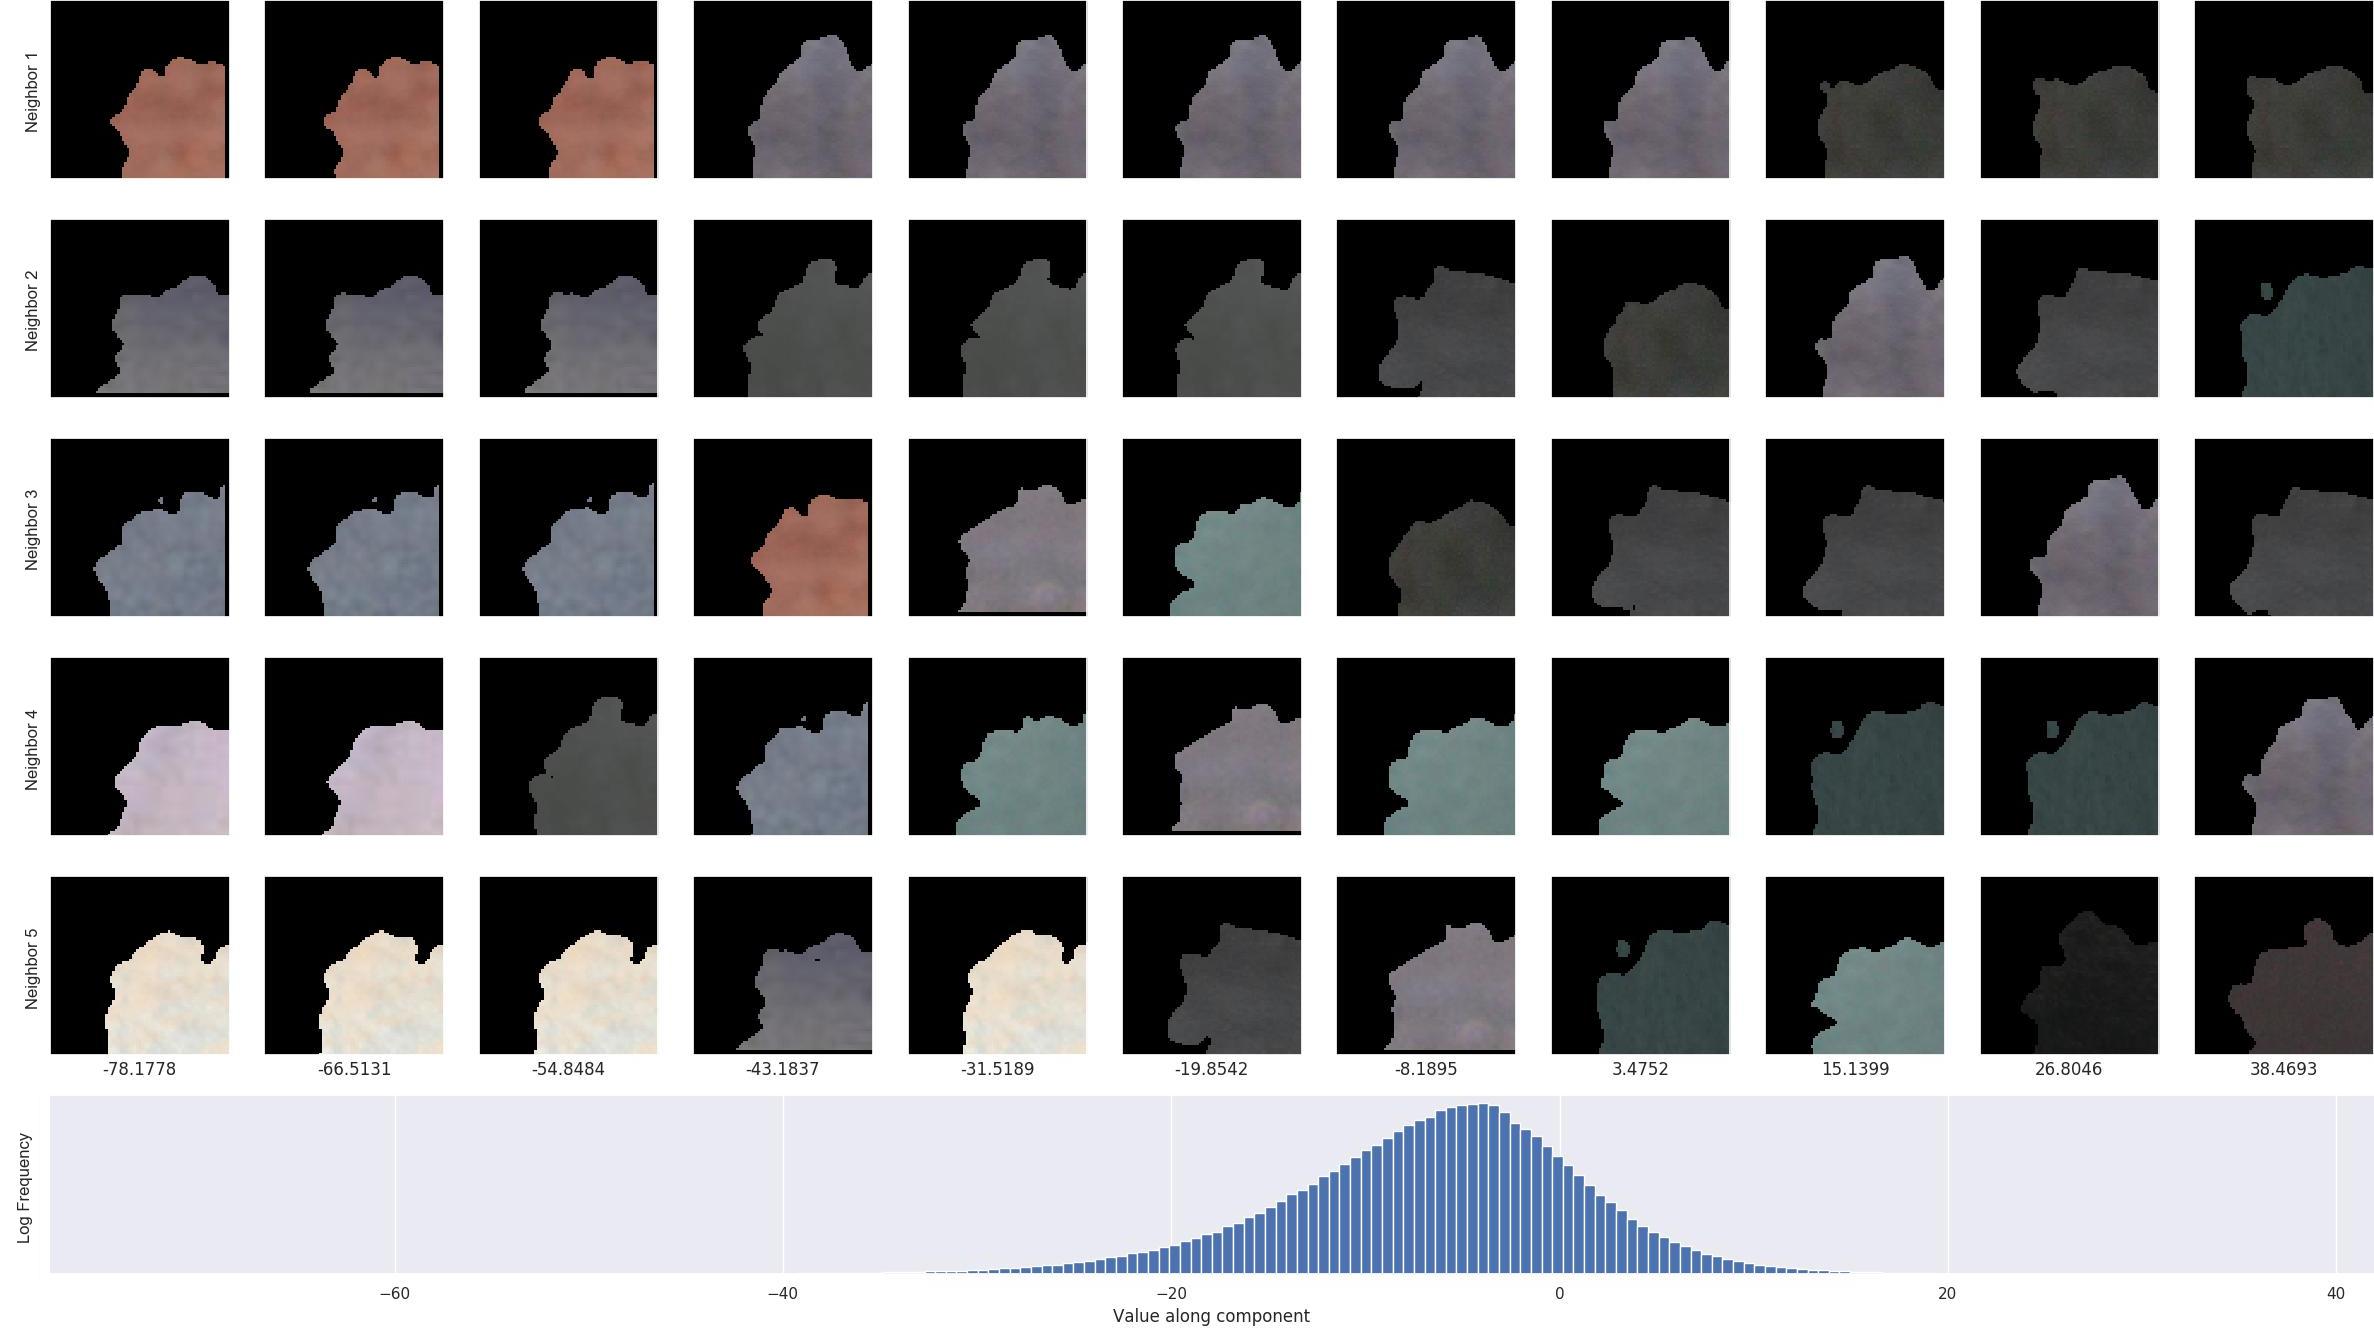 Neighbor 1
Neighbor 2
Neighbor 3
Neighbor 4
Neighbor 5
-78.1778 -66.5131 -54.8484 -43.1837 -31.5189 -19.8542 -8.1895 3.4752 15.1399 26.8046 38.4693
Log Frequency
−60 −40 −20 0 20 40
Value along component